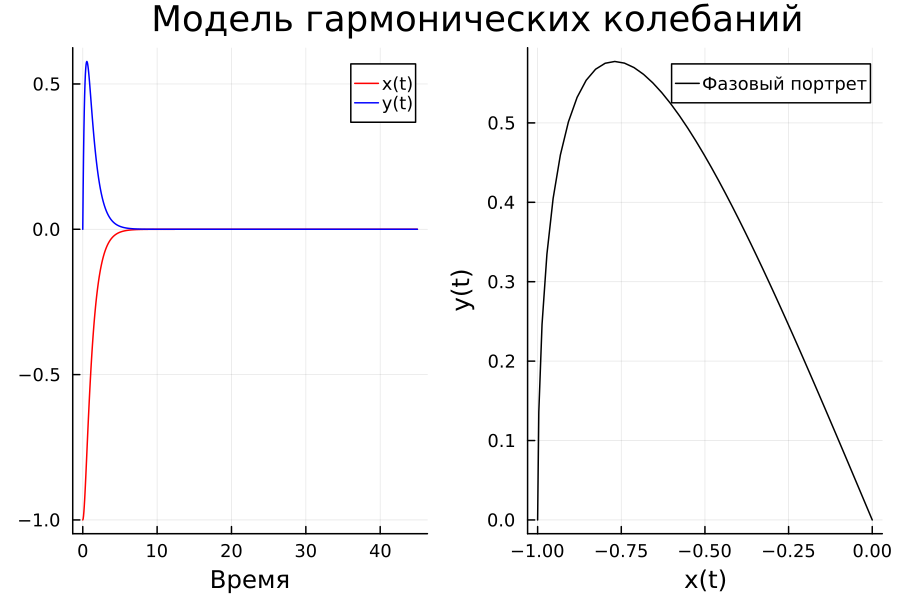 Модель гармонических колебаний
0.5
0.0
−0.5
−1.0
0 10 20 30 40
Время
x(t)
y(t)
y(t)
0.5
0.4
0.3
0.2
0.1
0.0
−1.00 −0.75 −0.50 −0.25 0.00
x(t)
Фазовый портрет